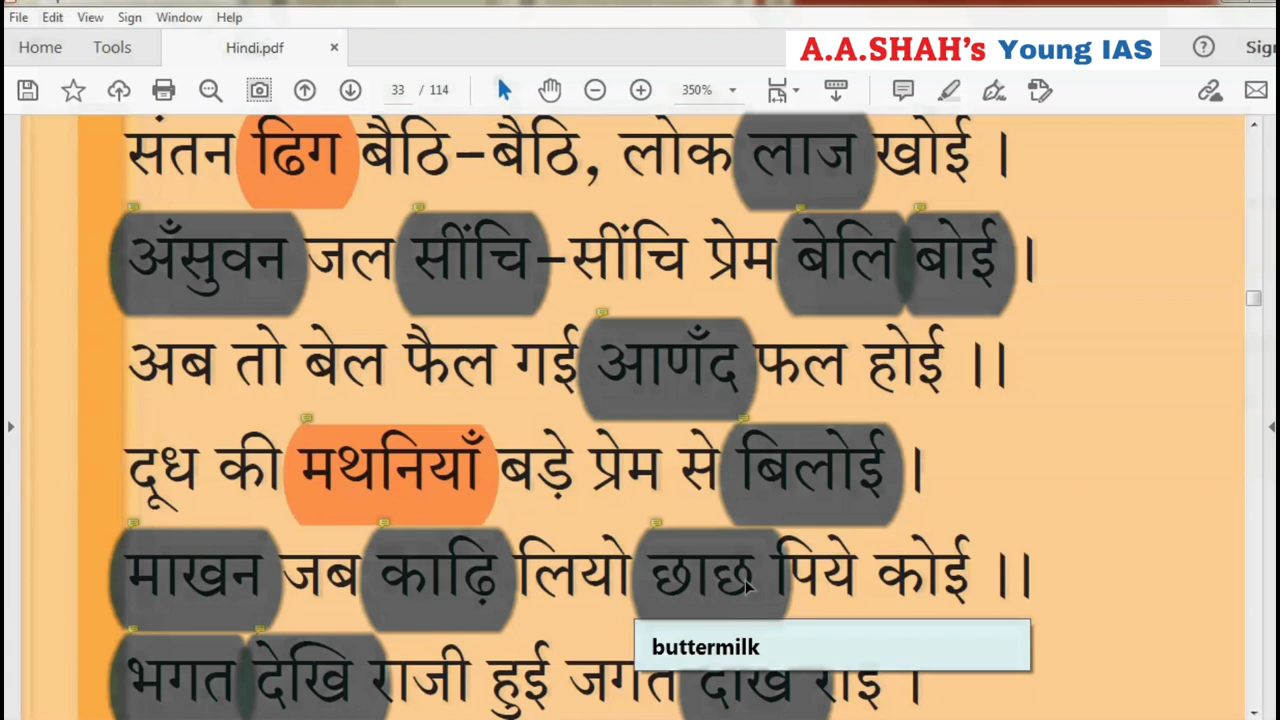 File Edit View Sign Window Help
Home Tools Hindi.pdf ×
A.A.SHAH's Young IAS
33 / 114
350%
संतन ढिग बैठि-बैठि, लोक लाज खोई ।
अँसुवन जल सींचि-सींचि प्रेम बेलि बोई ।
अब तो बेल फैल गई आणँद फल होई ।।
दूध की मथनियाँ बड़े प्रेम से बिलोई ।
माखन जब काढ़ि लियो छाछ पिये कोई ।।
buttermilk
भगत देखि राजी हुई जगत देखि रोई ।